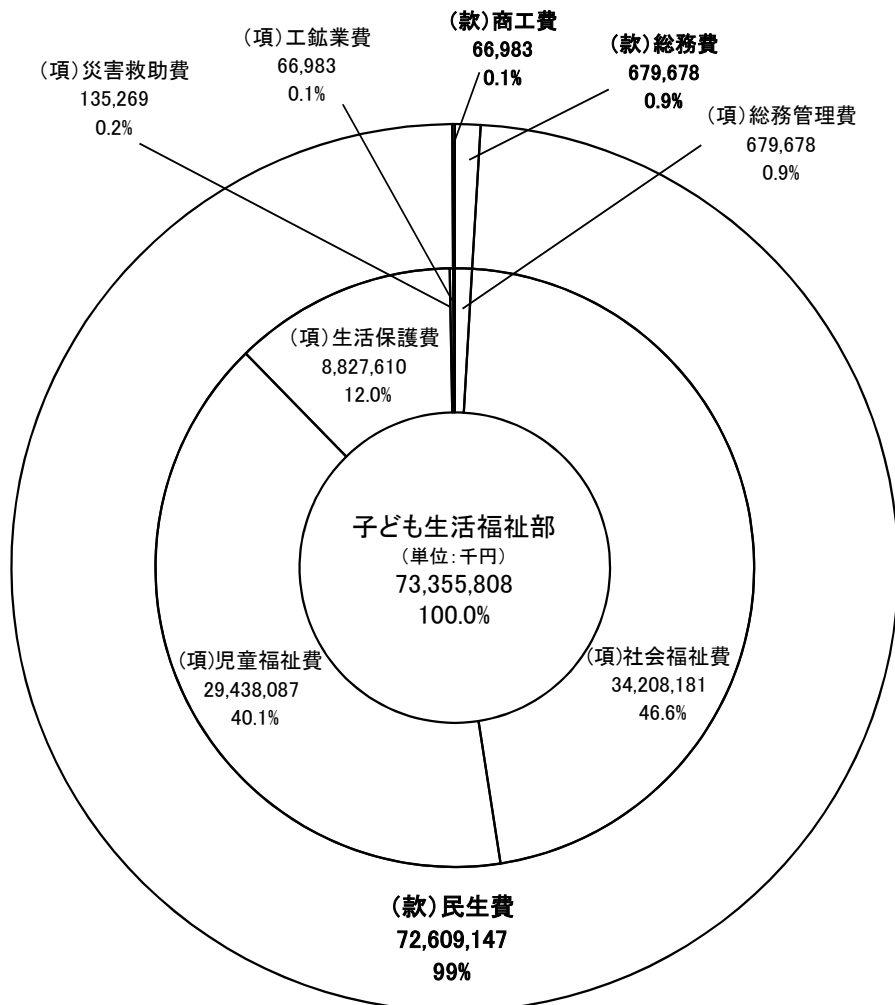 (款)商工費
66,983
0.1%
(款)総務費
679,678
0.9%
(項)工鉱業費
66,983
0.1%
(項)災害救助費
135,269
0.2%
(項)総務管理費
679,678
0.9%
(項)生活保護費
8,827,610
12.0%
子ども生活福祉部
(単位:千円)
73,355,808
100.0%
(項)児童福祉費
29,438,087
40.1%
(項)社会福祉費
34,208,181
46.6%
(款)民生費
72,609,147
99%